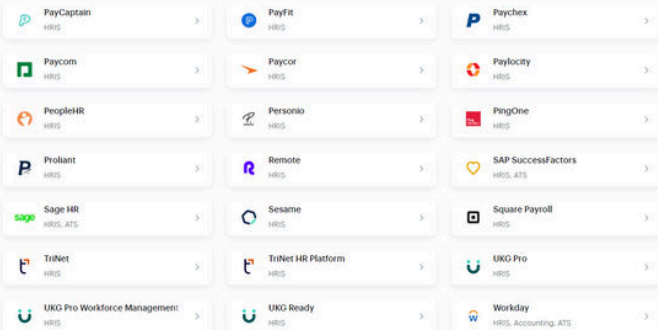 PayCaptain
HRIS
PayFit
HRIS
Paychex
HRIS
Paycom
HRIS
Paycor
HRIS
Paylocity
HRIS
PeopleHR
HRIS
Personio
HRIS
PingOne
HRIS
Proliant
HRIS
Remote
HRIS
SAP SuccessFactors
HRIS, ATS
sage
Sage HR
HRIS, ATS
Sesame
HRIS
Square Payroll
HRIS
TriNet
HRIS
TriNet HR Platform
HRIS
UKG Pro
HRIS
UKG Pro Workforce Management
HRIS
UKG Ready
HRIS
Workday
HRIS, Accounting, ATS